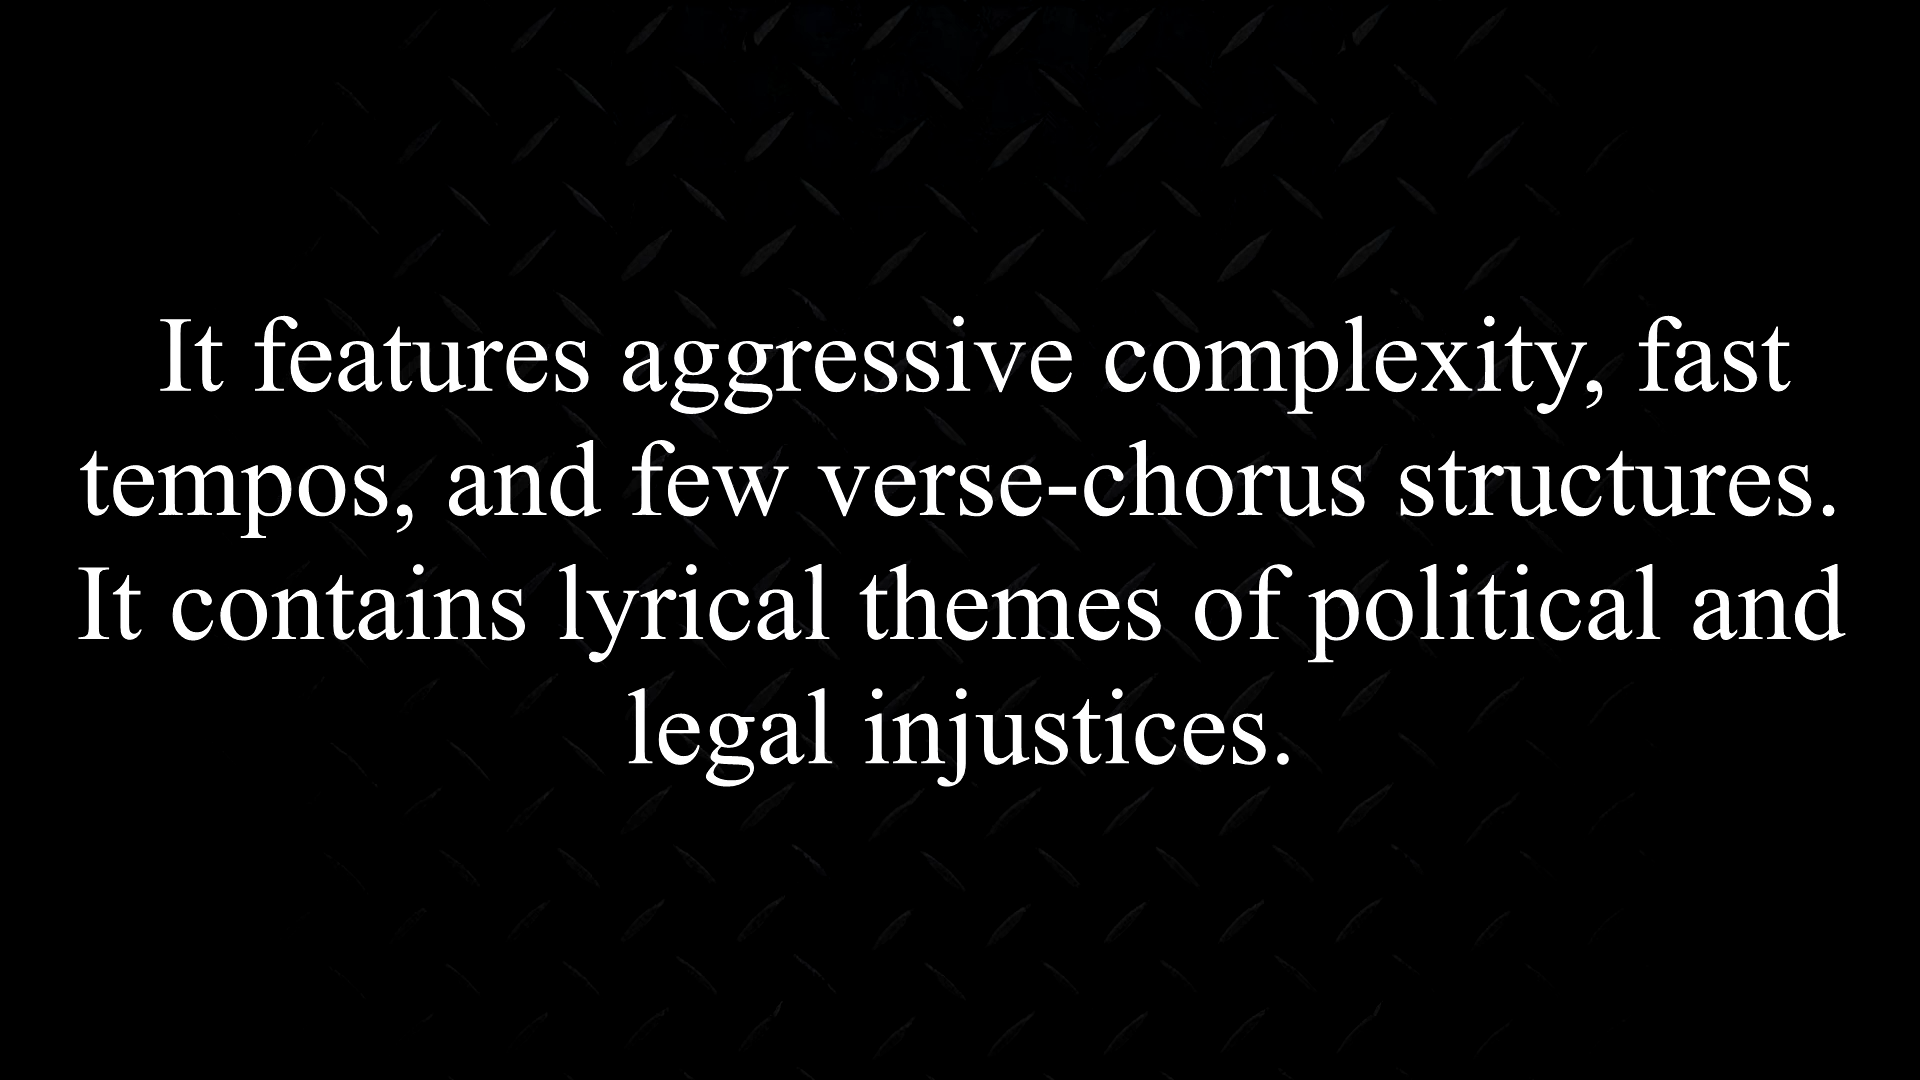 It features aggressive complexity, fast
tempos, and few verse-chorus structures.
It contains lyrical themes of political and
legal injustices.